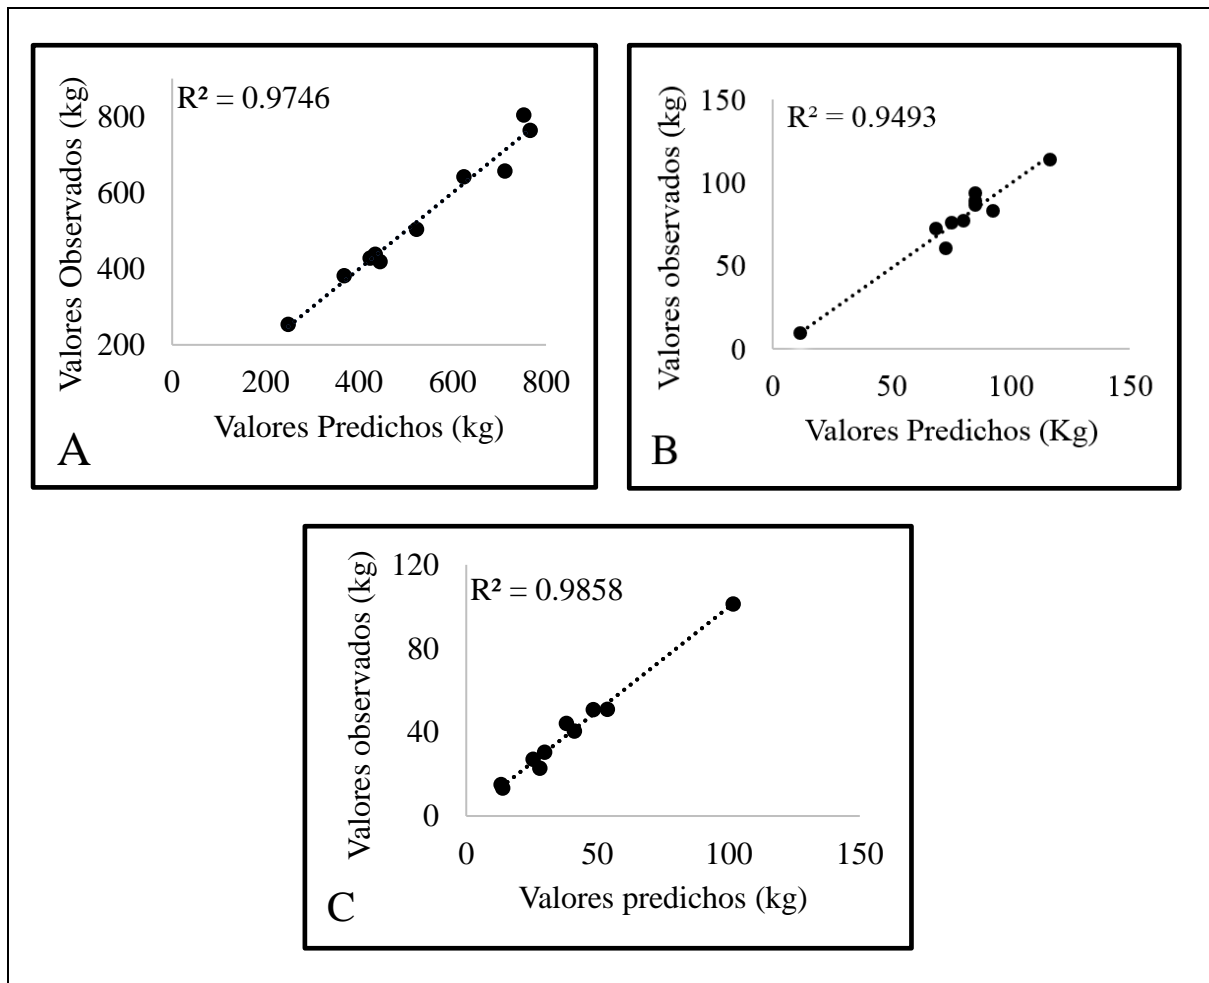 R² = 0.9746
Valores Observados (kg)
800
600
400
200
0 200 400 600 800
Valores Predichos (kg)
A
R² = 0.9493
Valores observados (kg)
150
100
50
0
0 50 100 150
Valores Predichos (Kg)
B
R² = 0.9858
Valores observados (kg)
120
80
40
0
0 50 100 150
Valores predichos (kg)
C